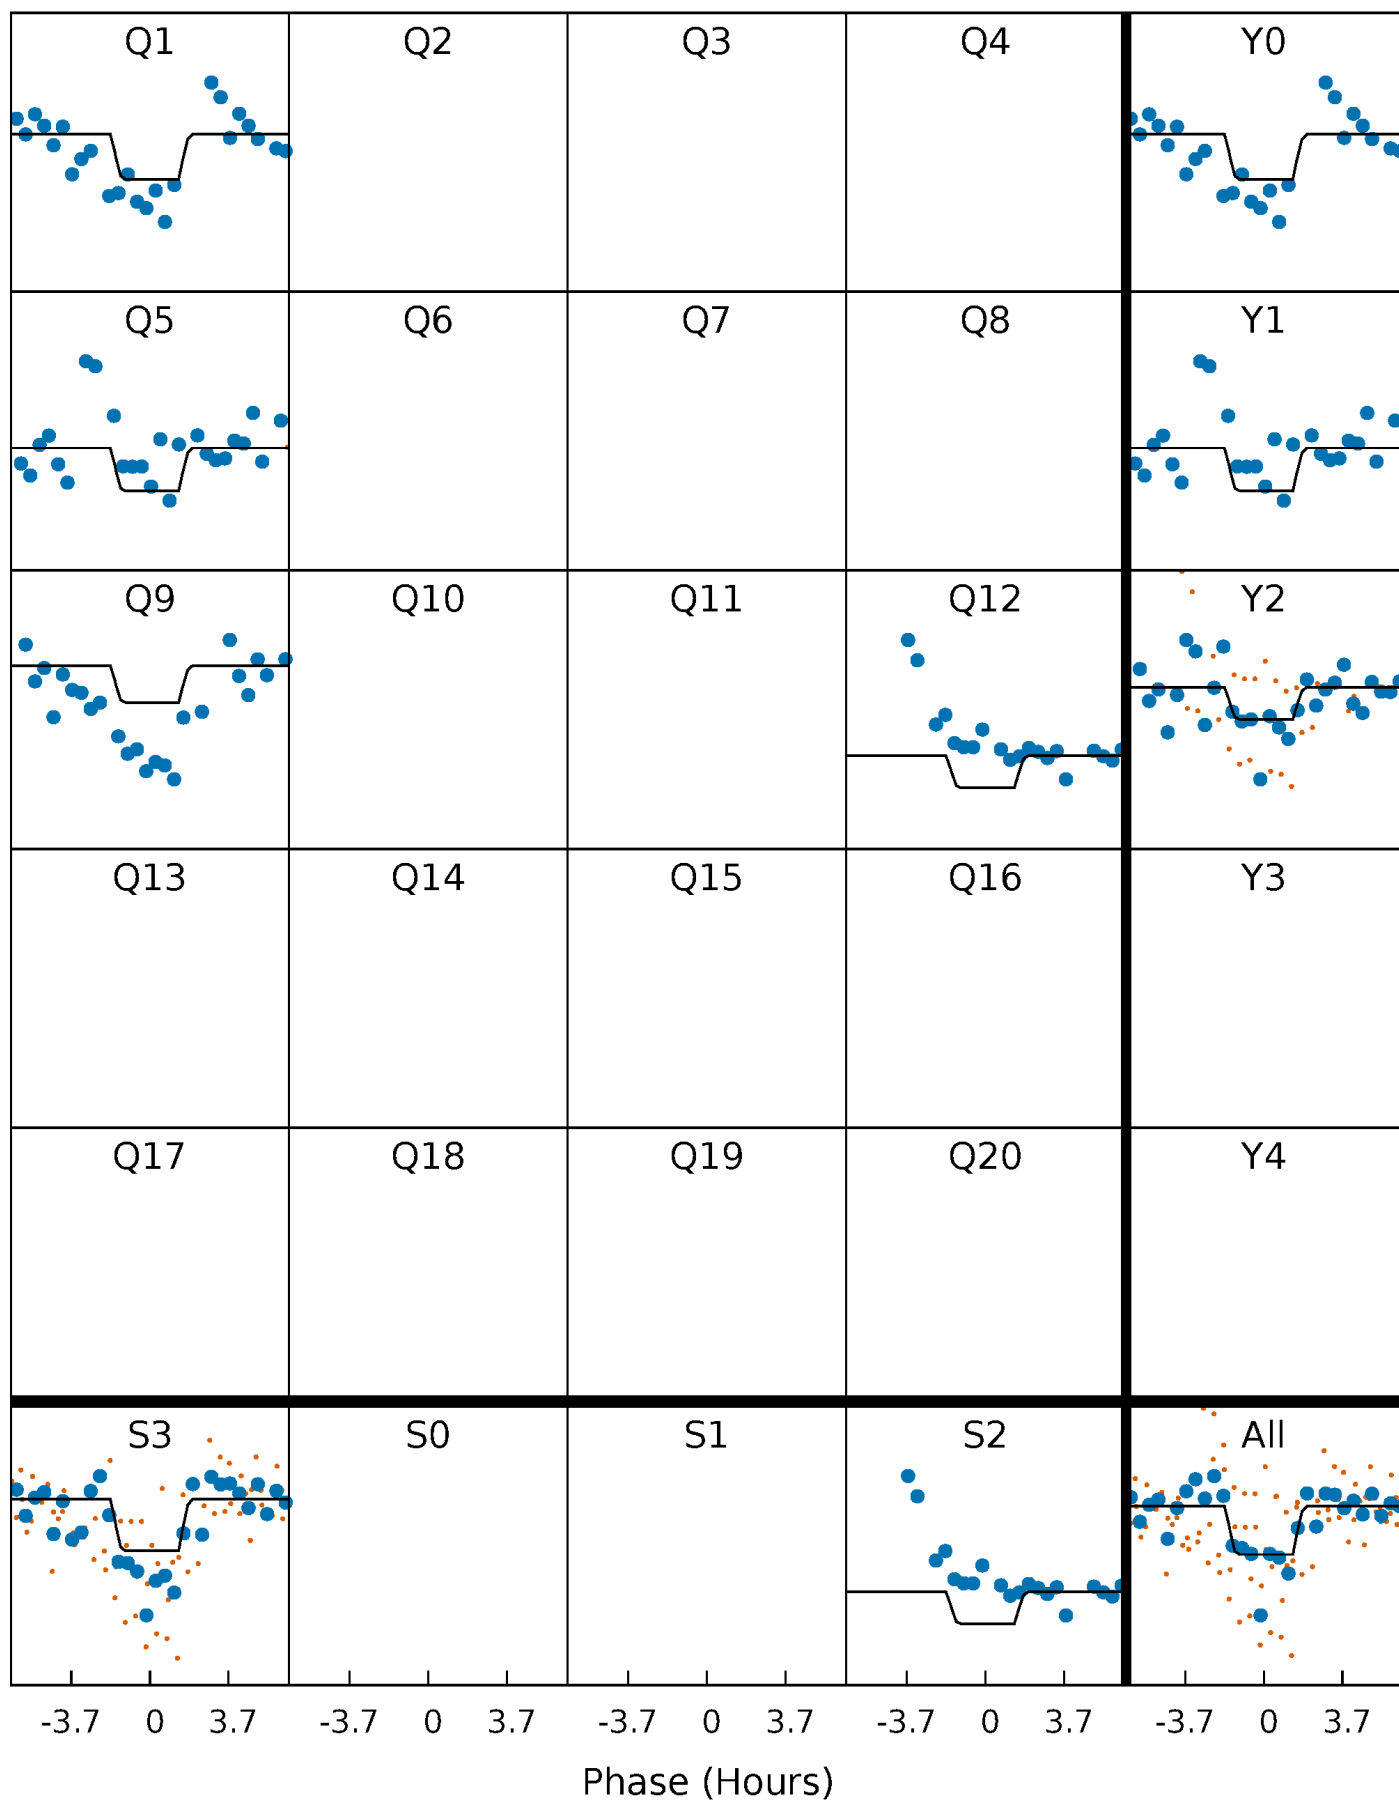 Q1 Q2 Q3 Q4 Y0
Q5 Q6 Q7 Q8 Y1
Q9 Q10 Q11 Q12 Y2
Q13 Q14 Q15 Q16 Y3
Q17 Q18 Q19 Q20 Y4
S3 S0 S1 S2 All
-3.7 0 3.7 -3.7 0 3.7 -3.7 0 3.7 -3.7 0 3.7 -3.7 0 3.7
Phase (Hours)